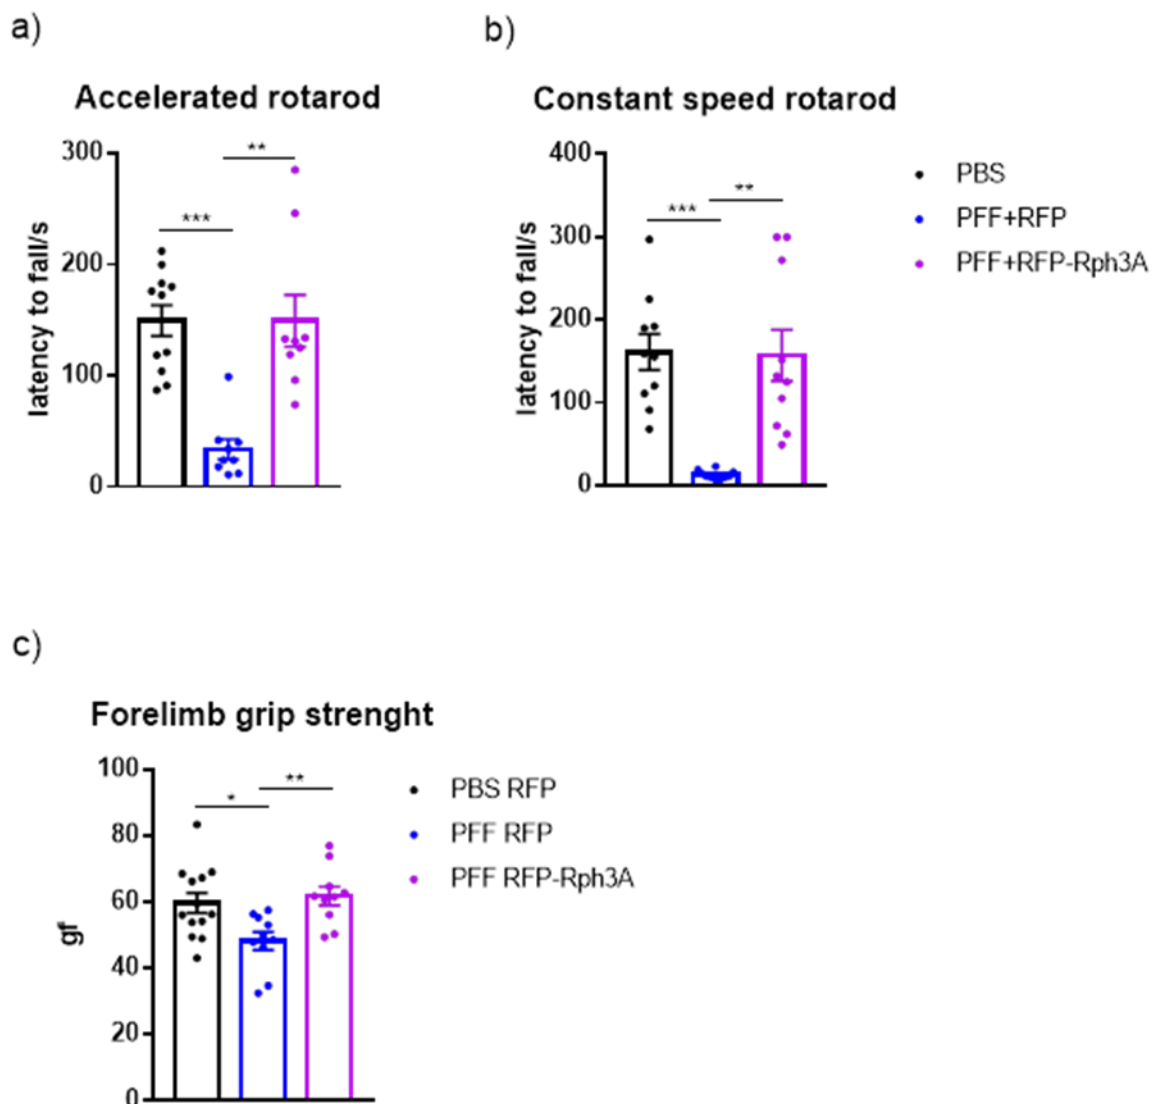 a)
Accelerated rotarod
300
200
100
0
latency to fall/s
***
**
b)
Constant speed rotarod
400
300
200
100
0
latency to fall/s
***
**
PBS
PFF+RFP
PFF+RFP-Rph3A
c)
Forelimb grip strenght
100
80
60
40
20
0
gf
*
**
PBS RFP
PFF RFP
PFF RFP-Rph3A